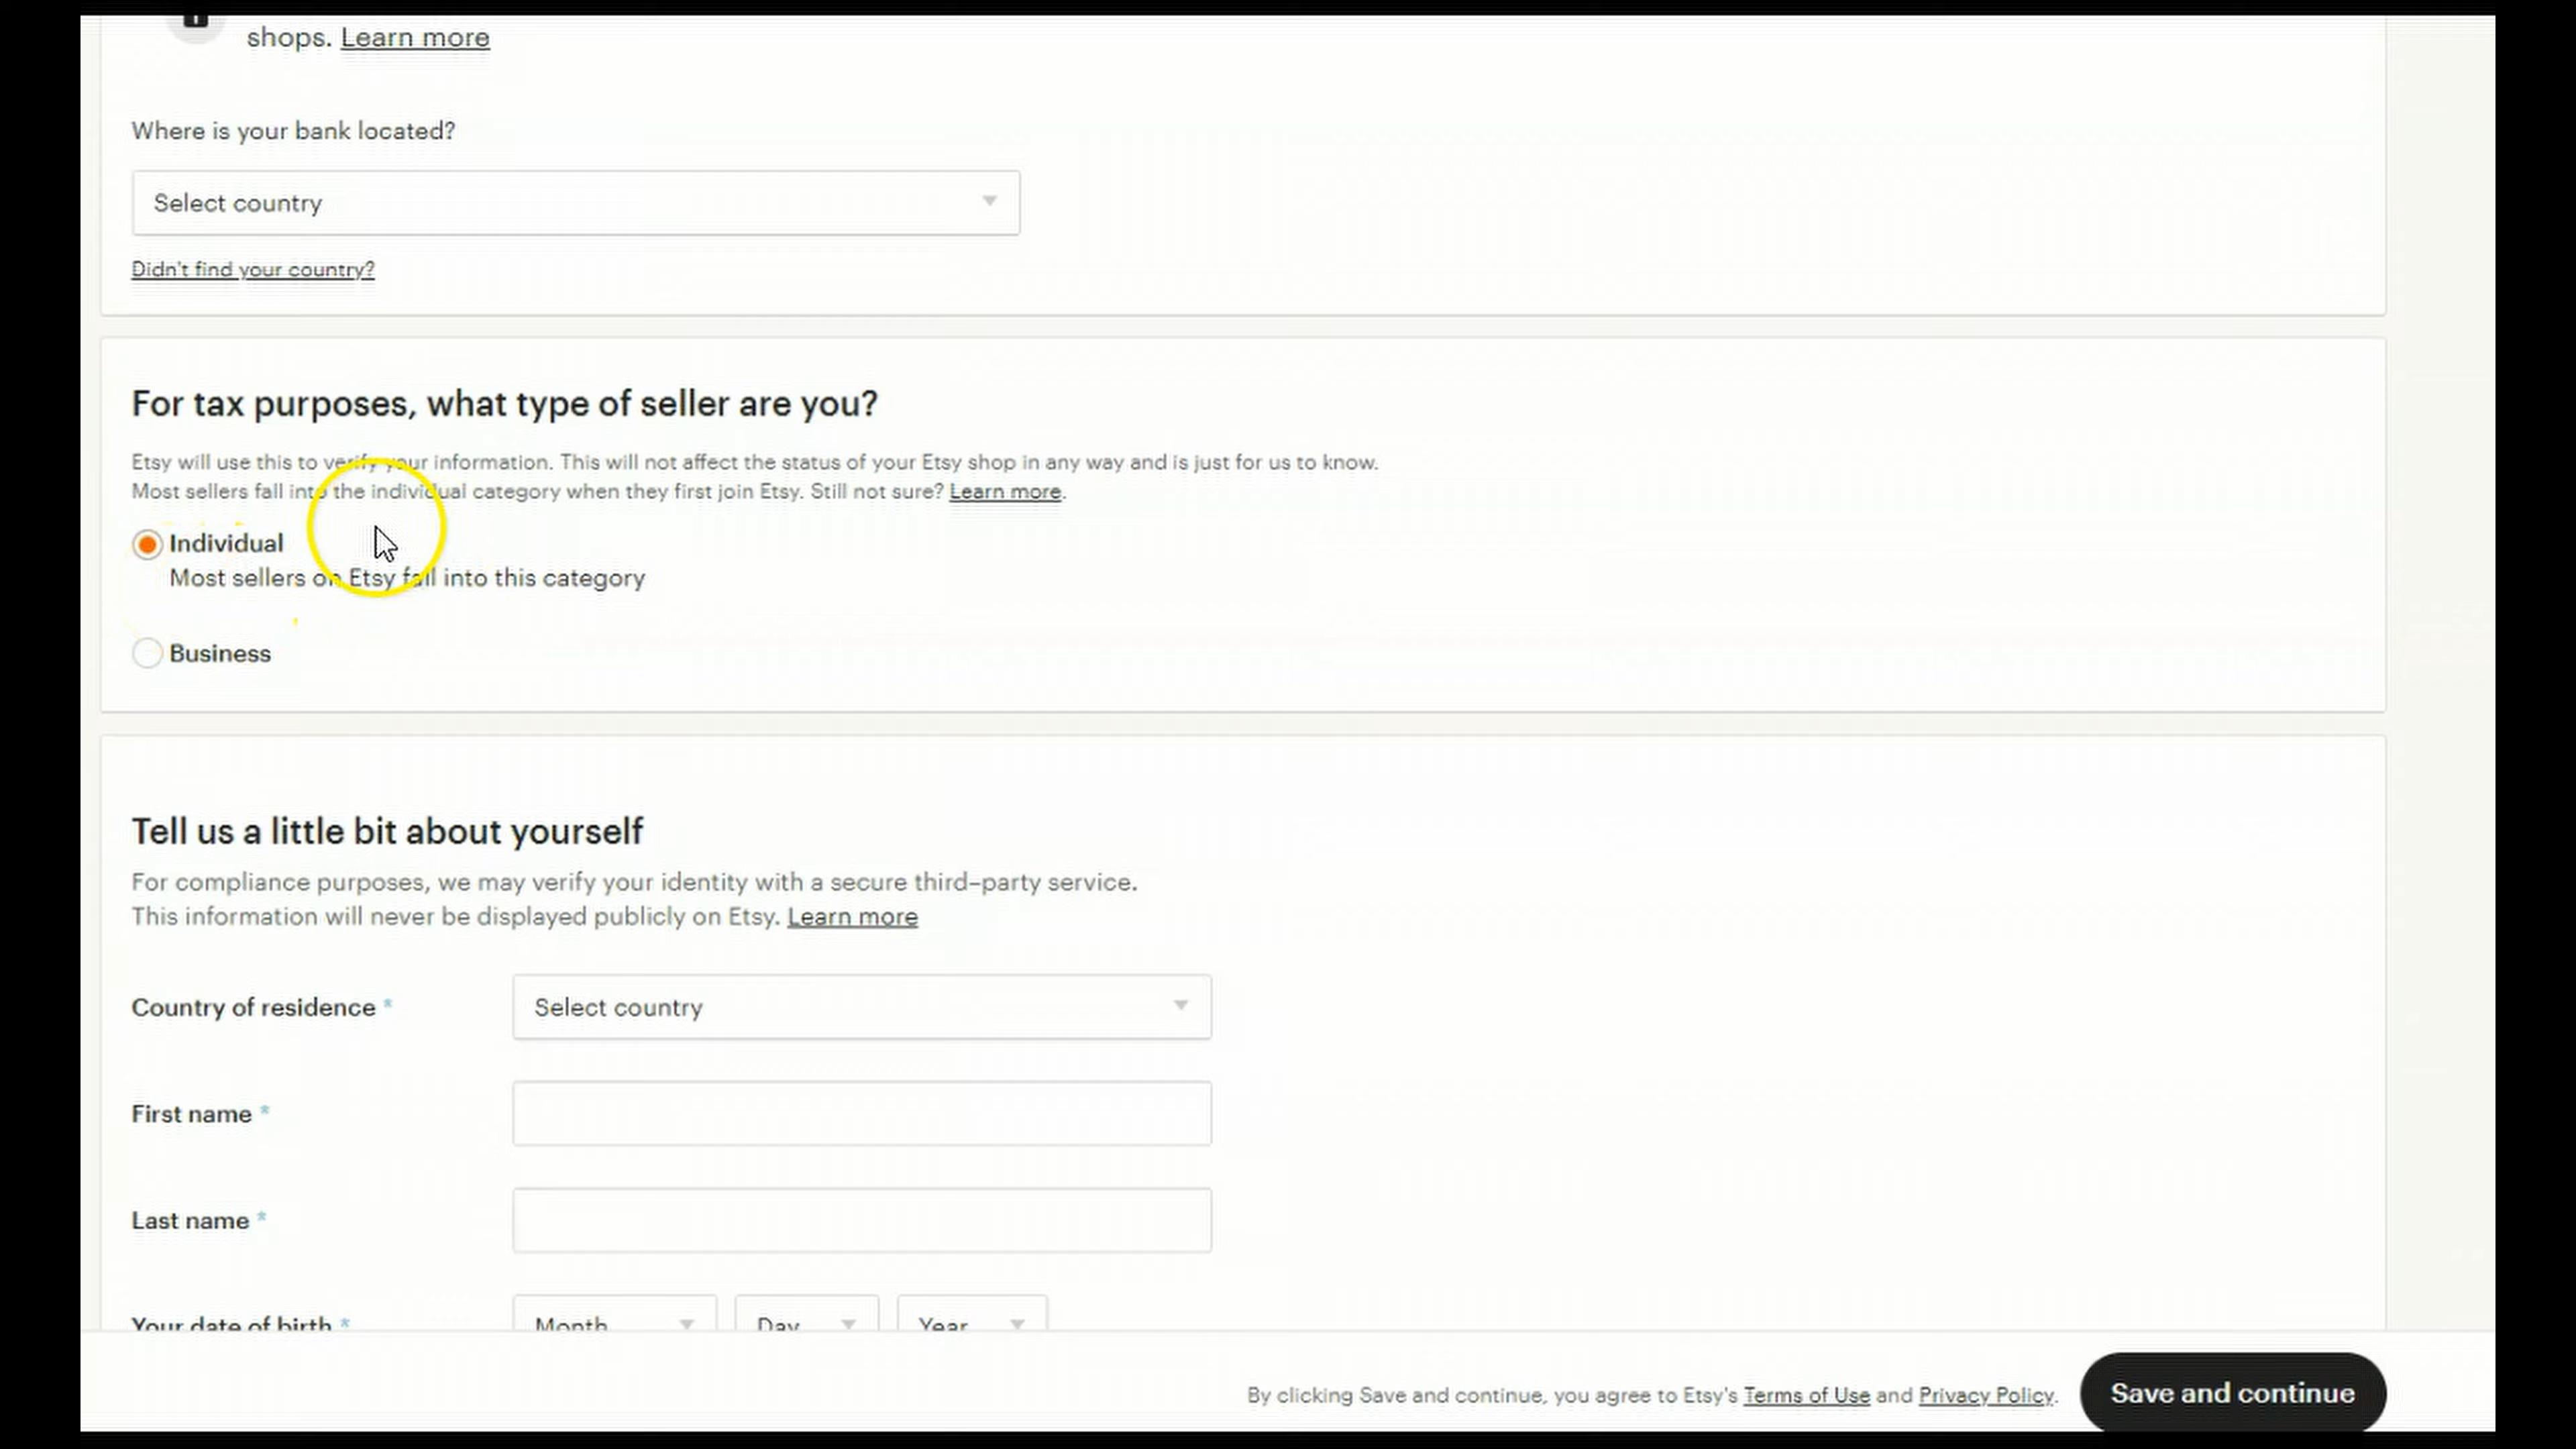 shops. Learn more
Where is your bank located?
Select country
Didn't find your country?
For tax purposes, what type of seller are you?
Etsy will use this to verify your information. This will not affect the status of your Etsy shop in any way and is just for us to know.
Most sellers fall into the individual category when they first join Etsy. Still not sure? Learn more.
Individual
Most sellers on Etsy fall into this category
Business
Tell us a little bit about yourself
For compliance purposes, we may verify your identity with a secure third-party service.
This information will never be displayed publicly on Etsy. Learn more
Country of residence * Select country
First name *
Last name *
Your date of birth * Month Day Year
By clicking Save and continue, you agree to Etsy's Terms of Use and Privacy Policy. Save and continue